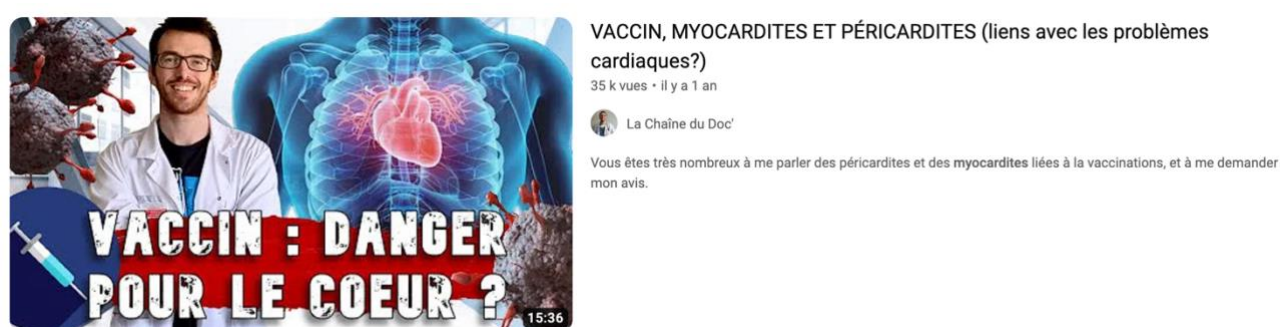 VACCIN : DANGER
POUR LE COEUR ?
15:36
VACCIN, MYOCARDITES ET PÉRICARDITES (liens avec les problèmes
cardiaques?)
35 k vues • il y a 1 an
La Chaîne du Doc'
Vous êtes très nombreux à me parler des péricardites et des myocardites liées à la vaccinations, et à me demander
mon avis.